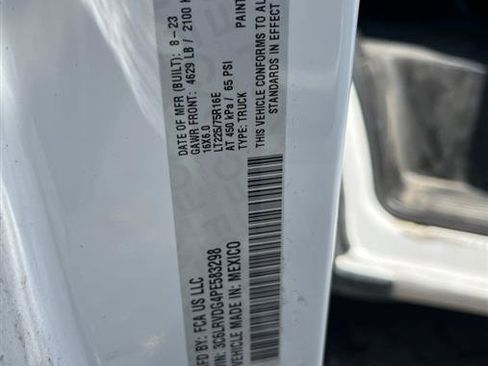 MFD BY: FCA US LLC
VIN: 3C6LRVDG4PE583298
VEHICLE MADE IN: MEXICO
DATE OF MFR (BUILT): 8-23
GAWR FRONT: 4629 LB / 2100 K
16X6.0
LT225/75R16E
AT 450 kPa / 65 PSI
TYPE: TRUCK
PAINT
THIS VEHICLE CONFORMS TO AL
STANDARDS IN EFFECT